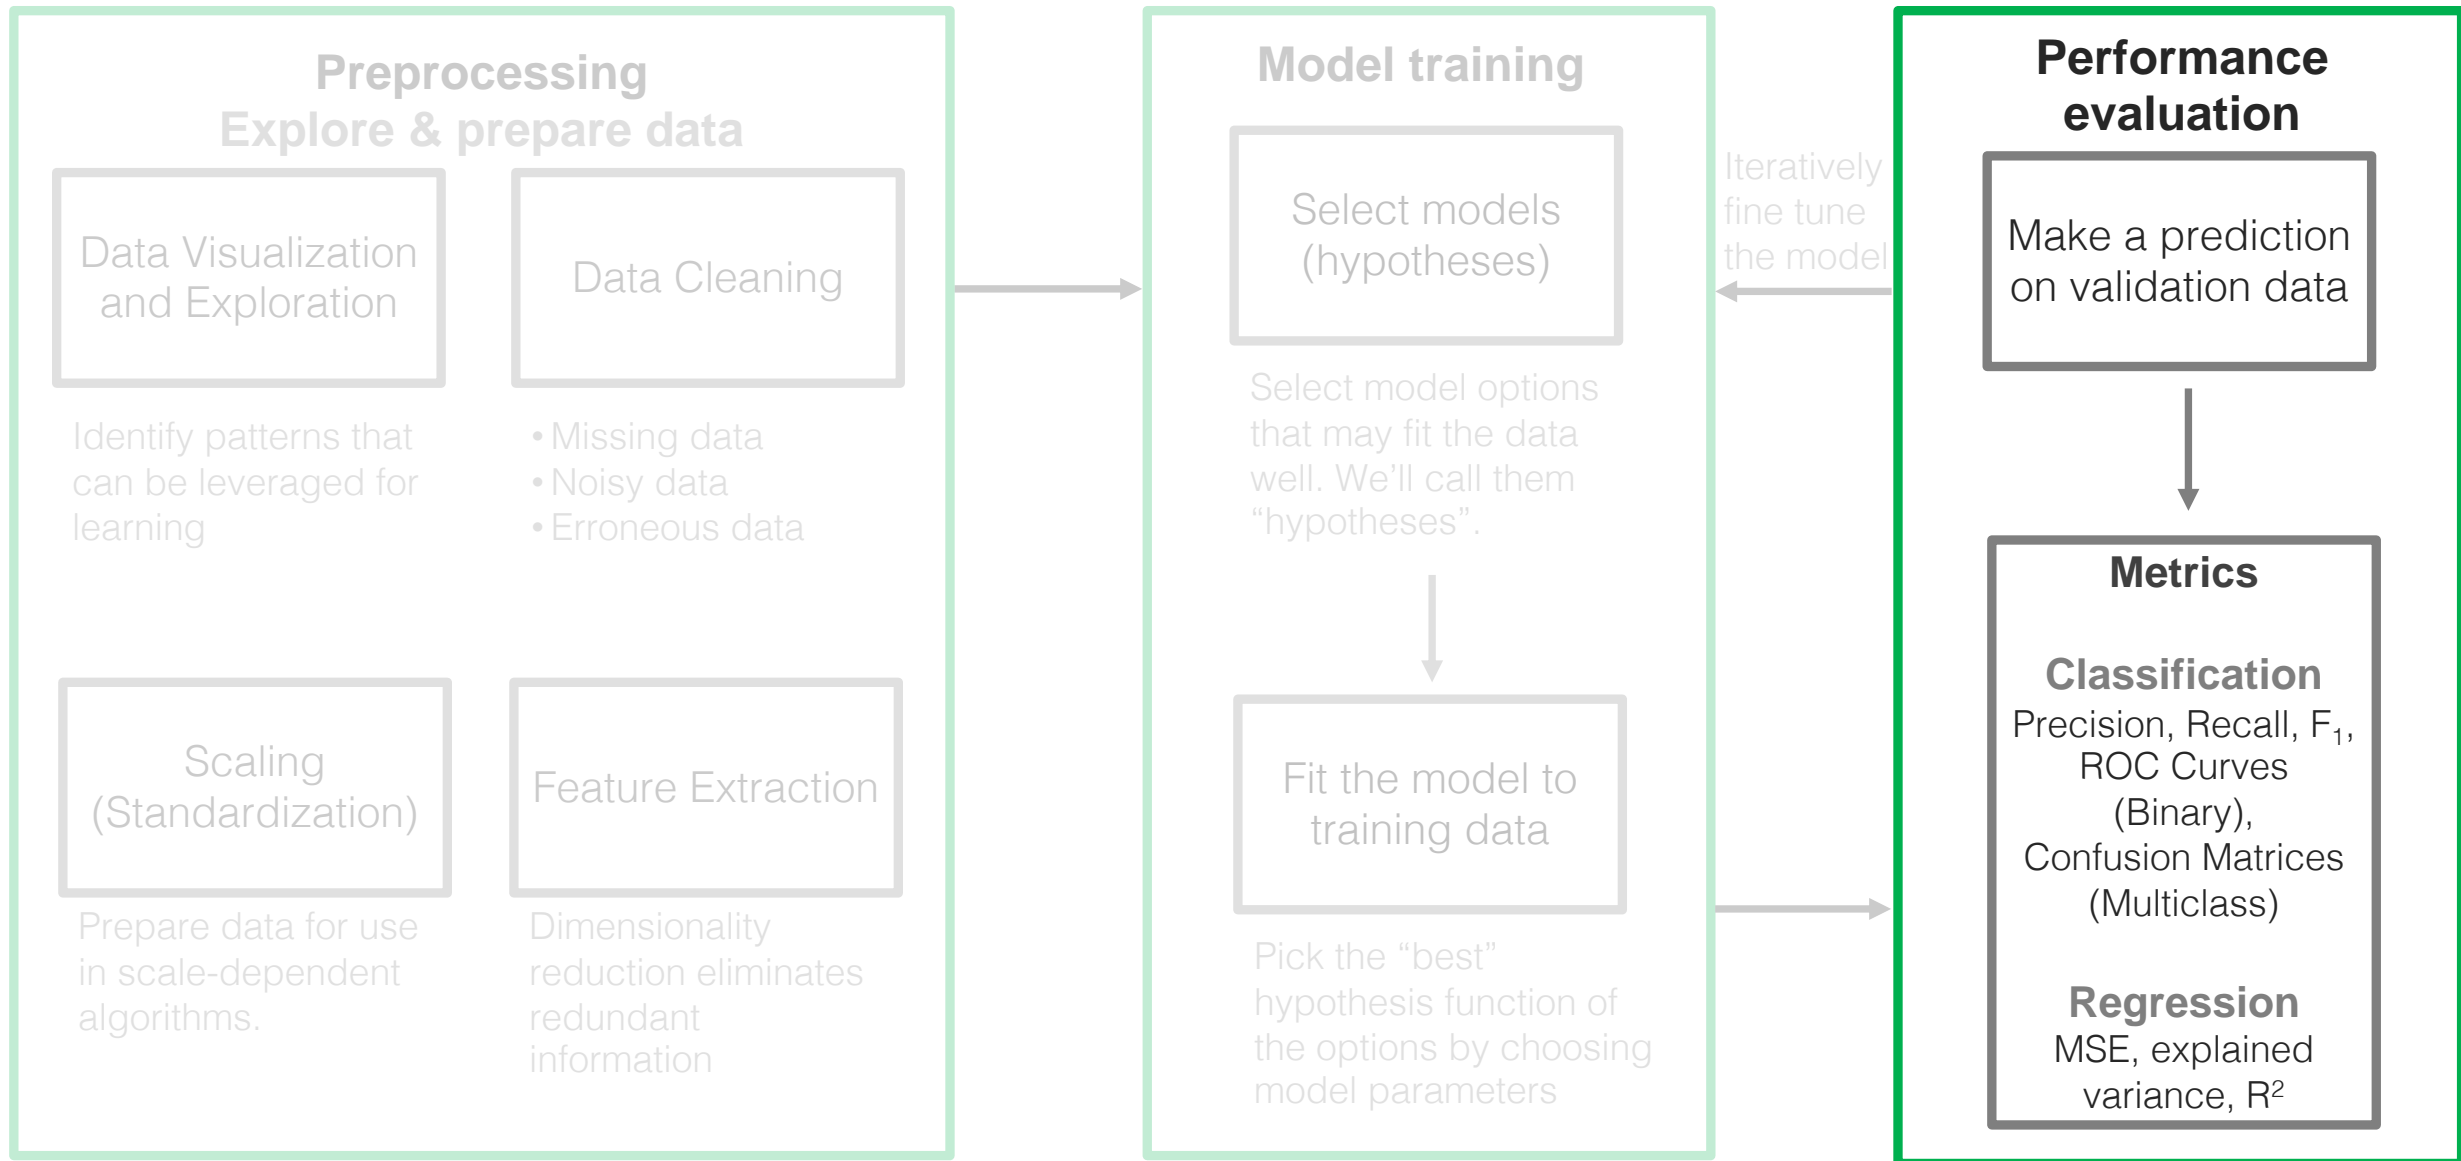 Preprocessing
Explore & prepare data
Data Visualization
and Exploration
Identify patterns that
can be leveraged for
learning
Data Cleaning
• Missing data
• Noisy data
• Erroneous data
Scaling
(Standardization)
Prepare data for use
in scale-dependent
algorithms.
Feature Extraction
Dimensionality
reduction eliminates
redundant
information
Model training
Select models
(hypotheses)
Select model options
that may fit the data
well. We’ll call them
“hypotheses”.
Fit the model to
training data
Pick the “best”
hypothesis function of
the options by choosing
model parameters
Iteratively
fine tune
the model
Performance
evaluation
Make a prediction
on validation data
Metrics
Classification
Precision, Recall, F₁,
ROC Curves
(Binary),
Confusion Matrices
(Multiclass)
Regression
MSE, explained
variance, R²